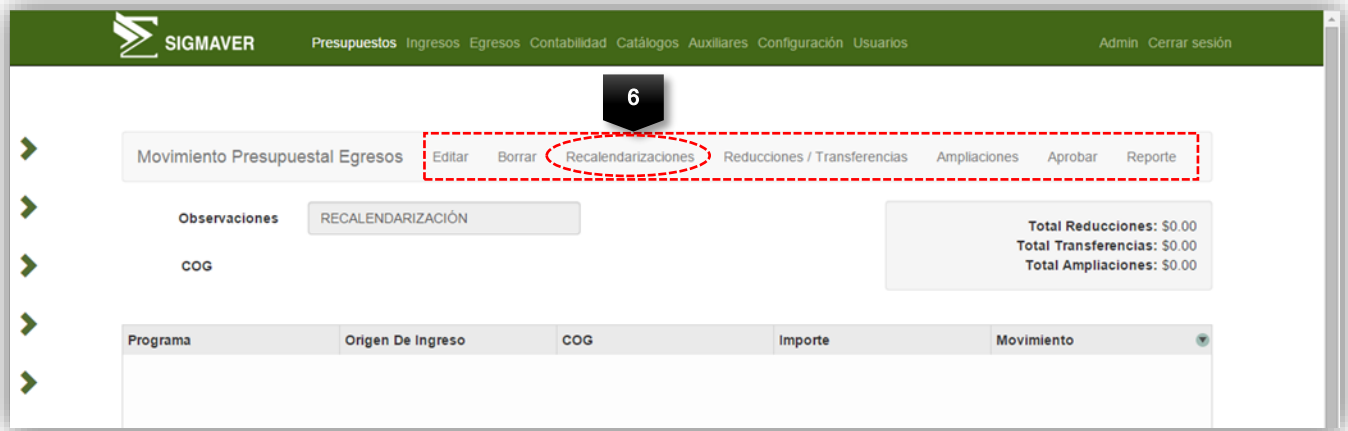 SIGMAVER Presupuestos Ingresos Egresos Contabilidad Catálogos Auxiliares Configuración Usuarios Admin Cerrar sesión
6
Movimiento Presupuestal Egresos Editar Borrar Recalendarizaciones Reducciones / Transferencias Ampliaciones Aprobar Reporte
Observaciones RECALENDARIZACIÓN
Total Reducciones: $0.00
Total Transferencias: $0.00
COG
Total Ampliaciones: $0.00
Programa Origen De Ingreso COG Importe Movimiento